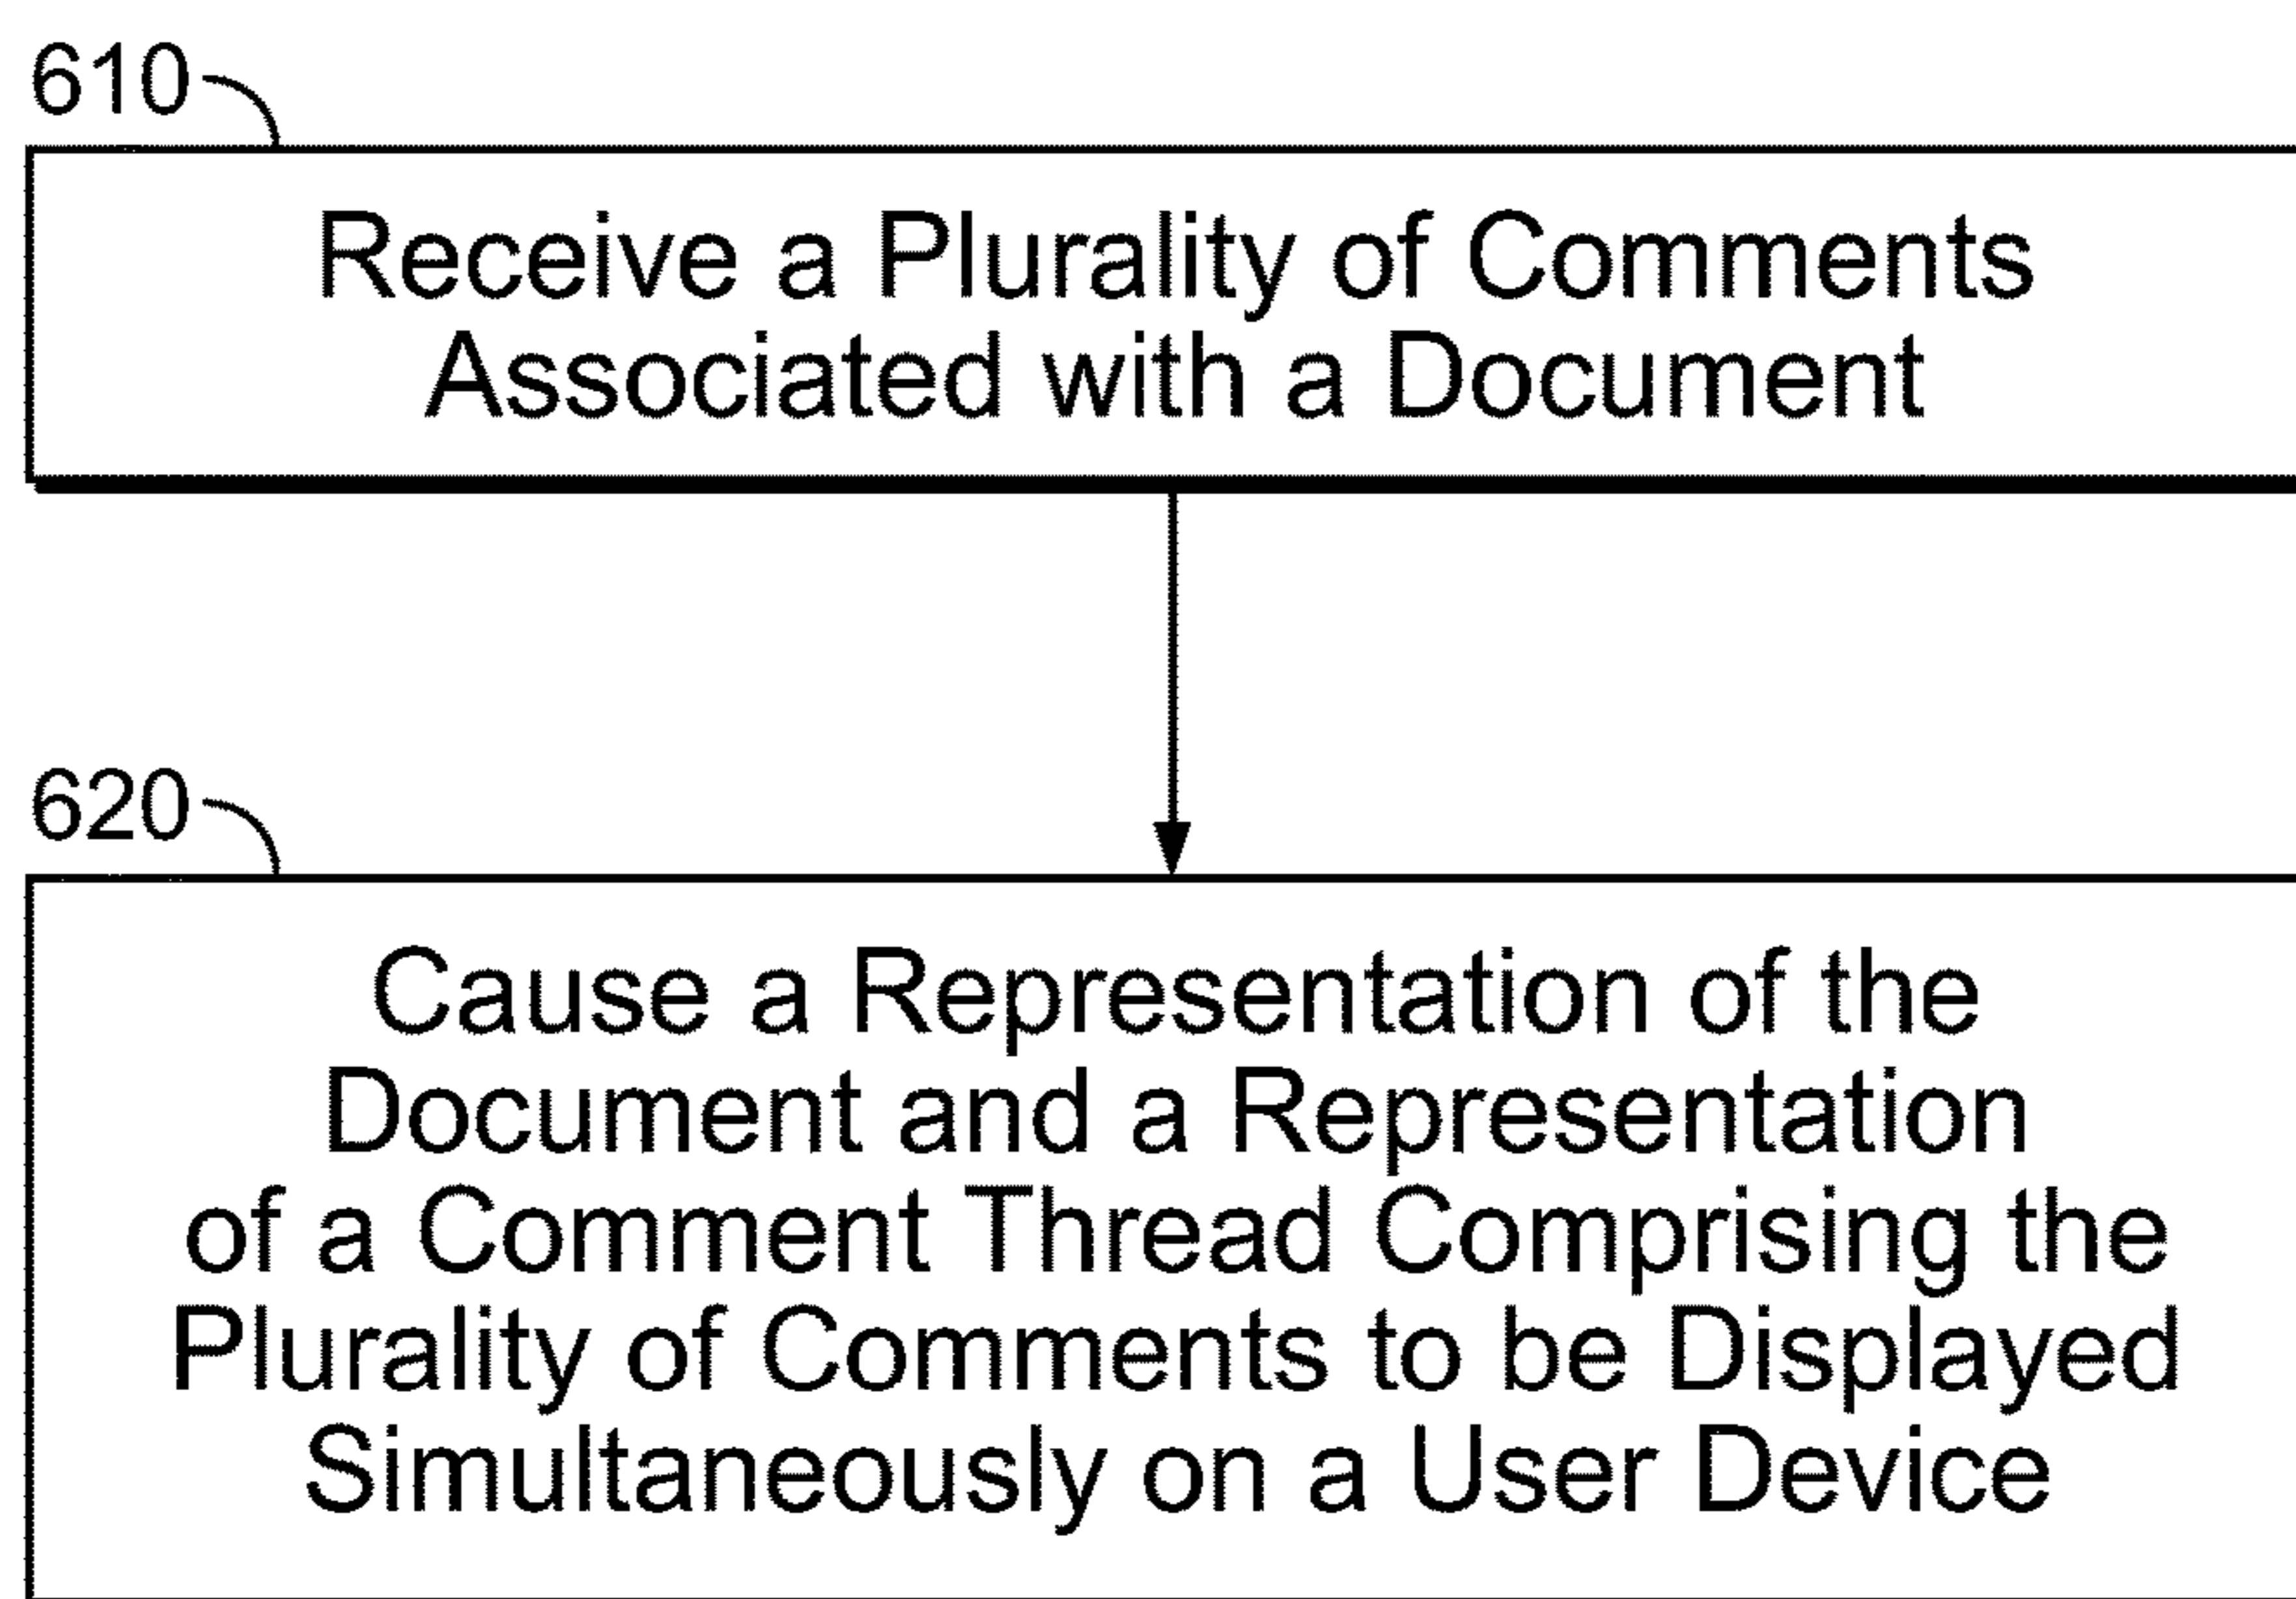 610
Receive a Plurality of Comments
Associated with a Document
620
Cause a Representation of the
Document and a Representation
of a Comment Thread Comprising the
Plurality of Comments to be Displayed
Simultaneously on a User Device